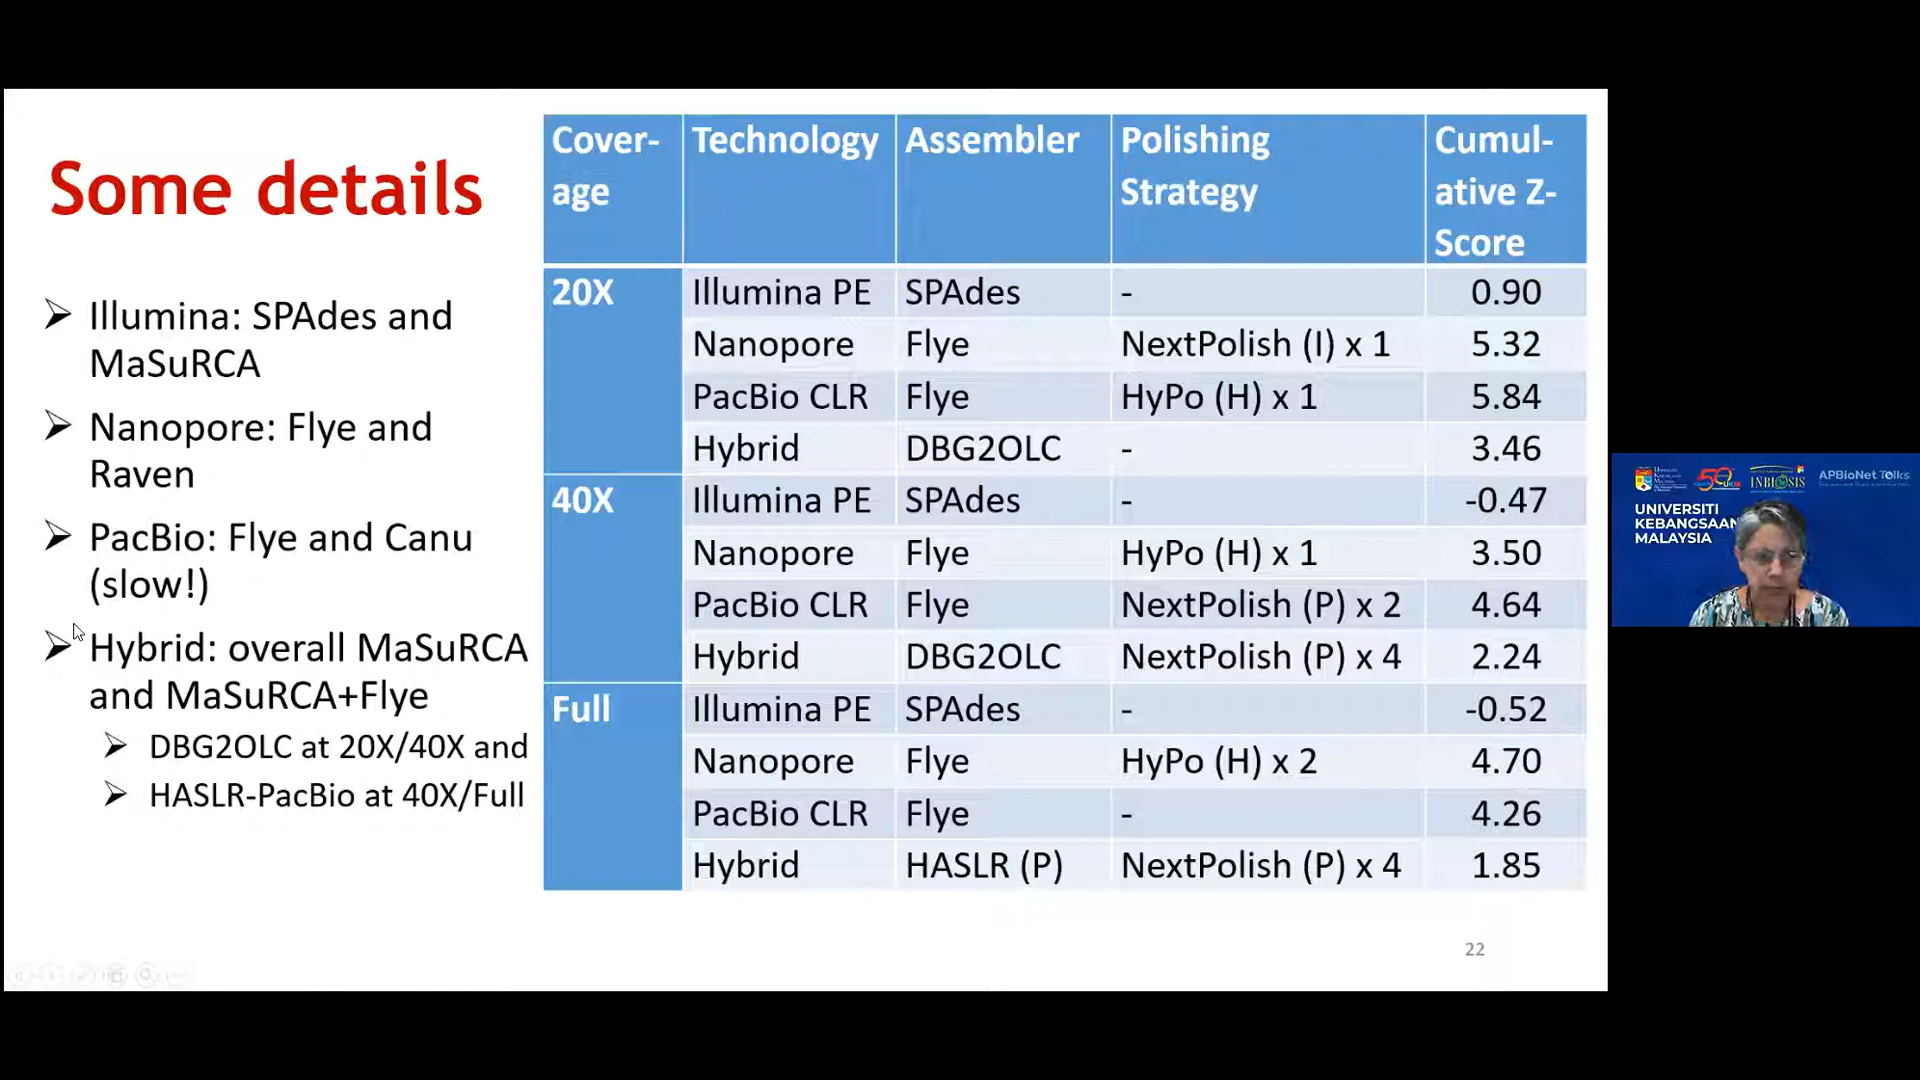 Some details
➢ Illumina: SPAdes and
MaSuRCA
➢ Nanopore: Flye and
Raven
➢ PacBio: Flye and Canu
(slow!)
➢ Hybrid: overall MaSuRCA
and MaSuRCA+Flye
➢ DBG2OLC at 20X/40X and
➢ HASLR-PacBio at 40X/Full
Cover-
age
Technology
Assembler
Polishing
Strategy
Cumul-
ative Z-
Score
20X Illumina PE SPAdes - 0.90
Nanopore Flye NextPolish (I) x 1 5.32
PacBio CLR Flye HyPo (H) x 1 5.84
Hybrid DBG2OLC - 3.46
40X Illumina PE SPAdes - -0.47
Nanopore Flye HyPo (H) x 1 3.50
PacBio CLR Flye NextPolish (P) x 2 4.64
Hybrid DBG2OLC NextPolish (P) x 4 2.24
Full Illumina PE SPAdes - -0.52
Nanopore Flye HyPo (H) x 2 4.70
PacBio CLR Flye - 4.26
Hybrid HASLR (P) NextPolish (P) x 4 1.85
22
INBIOSIS
APBioNet Talks
UNIVERSITI
KEBANGSAAN
MALAYSIA